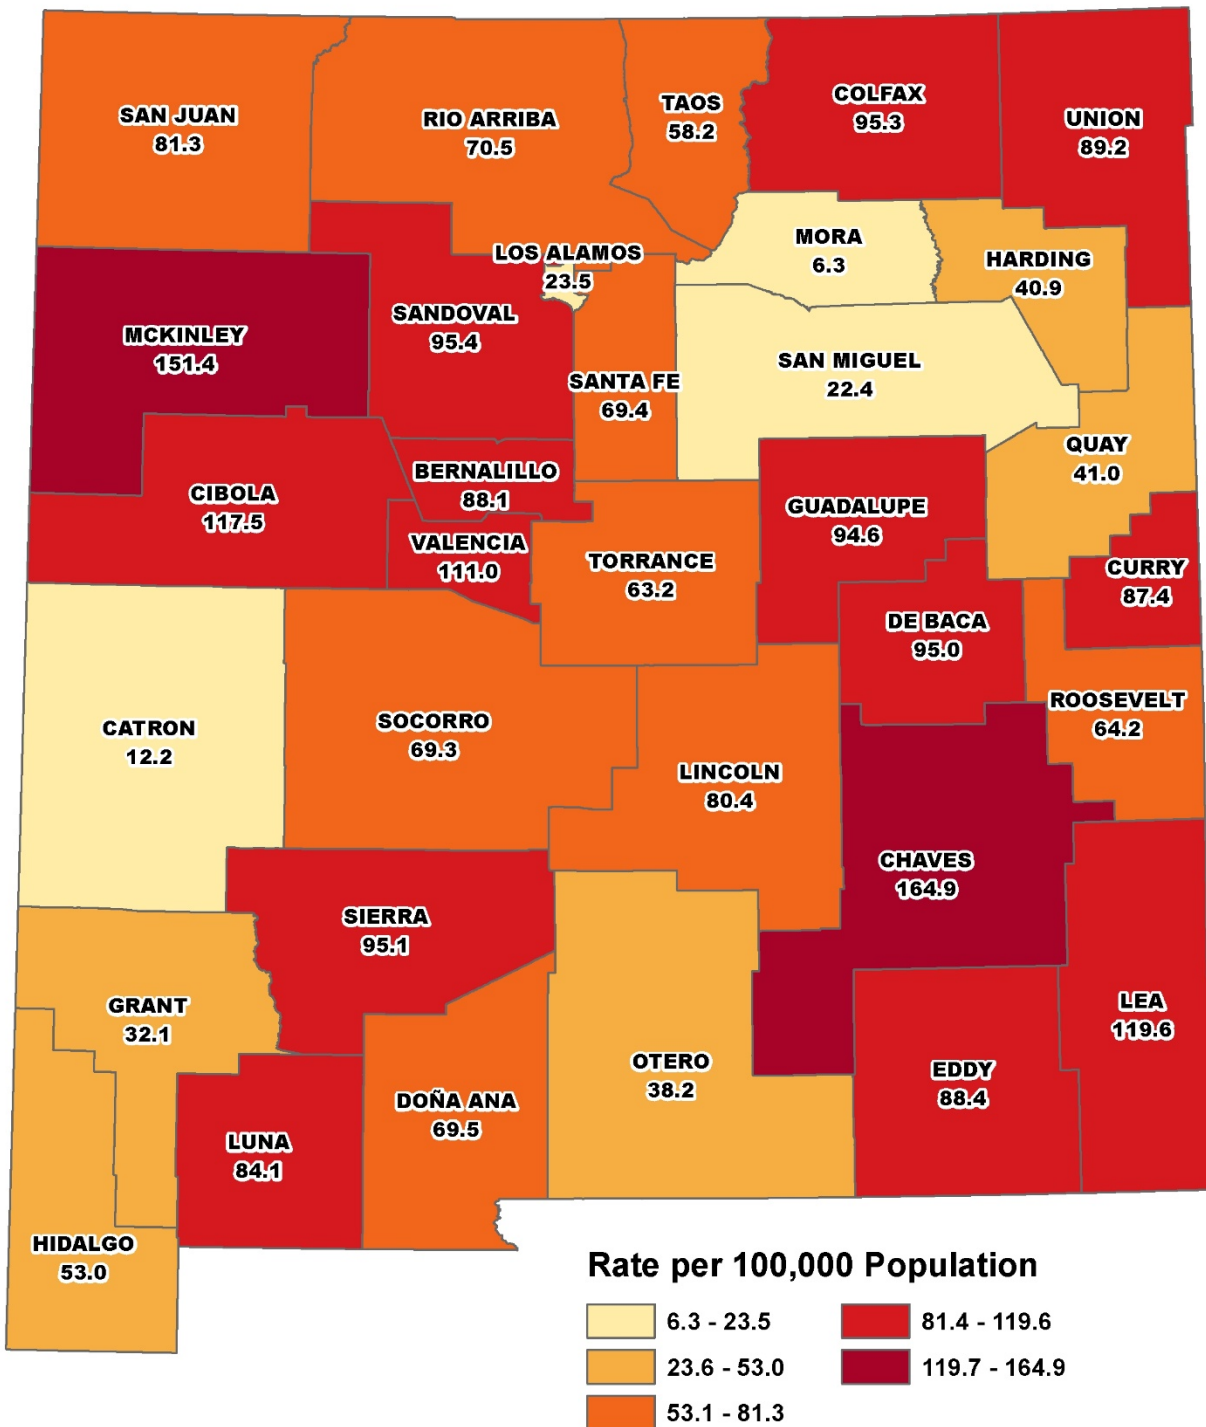 SAN JUAN
81.3
RIO ARRIBA
70.5
TAOS
58.2
COLFAX
95.3
UNION
89.2
LOS ALAMOS
23.5
MORA
6.3
HARDING
40.9
MCKINLEY
151.4
SANDOVAL
95.4
SANTA FE
69.4
SAN MIGUEL
22.4
QUAY
41.0
CIBOLA
117.5
BERNALILLO
88.1
VALENCIA
111.0
TORRANCE
63.2
GUADALUPE
94.6
CURRY
87.4
DE BACA
95.0
ROOSEVELT
64.2
CATRON
12.2
SOCORRO
69.3
LINCOLN
80.4
CHAVES
164.9
SIERRA
95.1
GRANT
32.1
OTERO
38.2
LEA
119.6
EDDY
88.4
DOÑA ANA
69.5
LUNA
84.1
HIDALGO
53.0
Rate per 100,000 Population
6.3 - 23.5
23.6 - 53.0
53.1 - 81.3
81.4 - 119.6
119.7 - 164.9